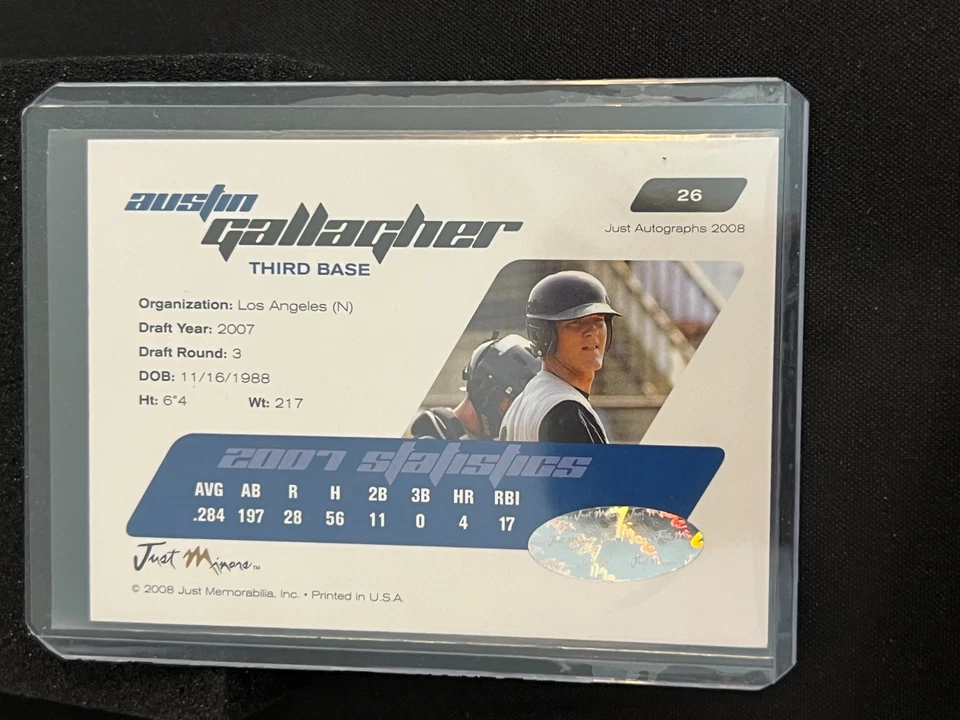 austin
gallagher
THIRD BASE
26
Just Autographs 2008
Organization: Los Angeles (N)
Draft Year: 2007
Draft Round: 3
DOB: 11/16/1988
Ht: 6"4 Wt: 217
2007 statistics
AVG AB R H 2B 3B HR RBI
.284 197 28 56 11 0 4 17
Just Minors™
© 2008 Just Memorabilia, Inc. • Printed in U.S.A.